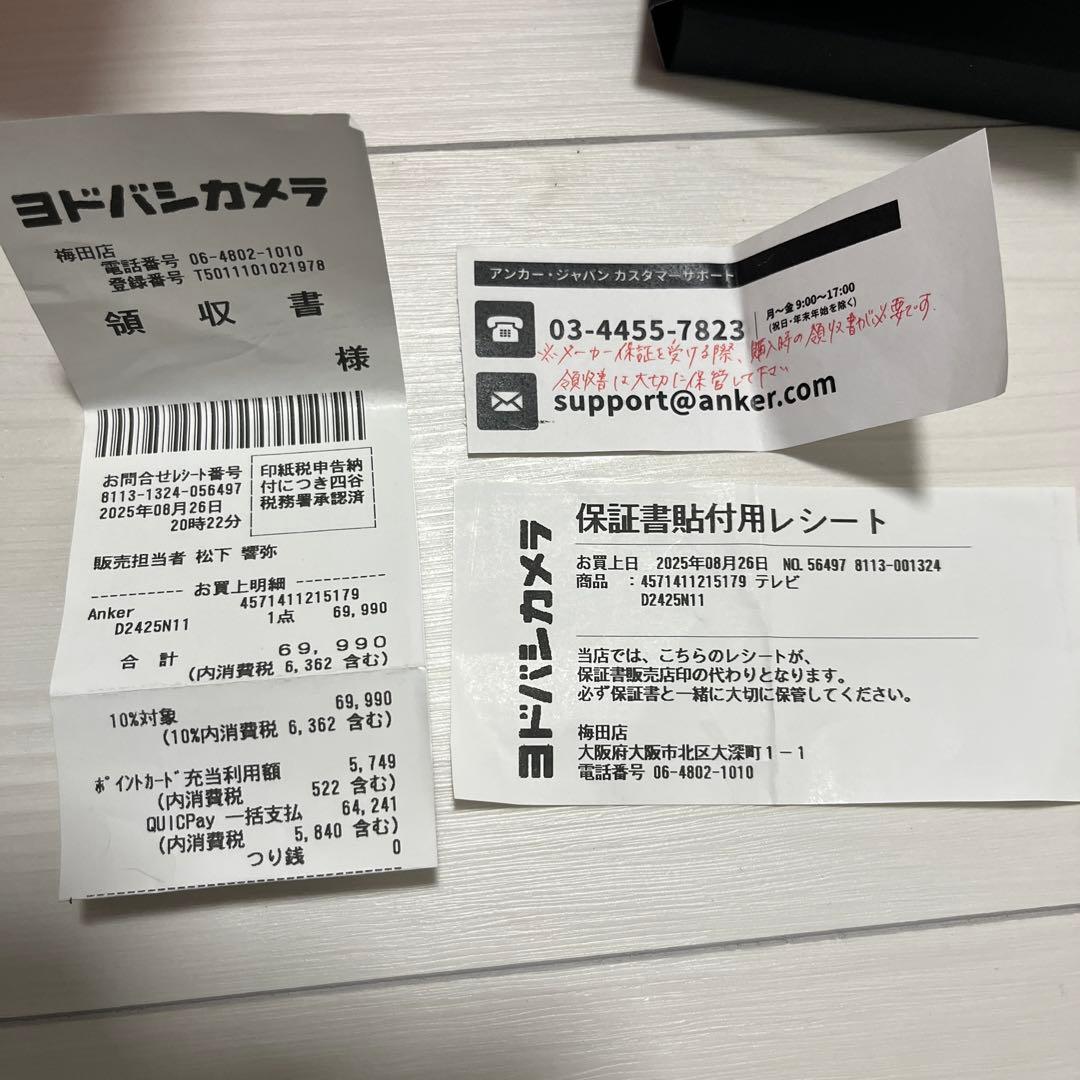 ヨドバシカメラ
梅田店
電話番号 06-4802-1010
登録番号 T5011101021978
領 収 書
様
お問合せﾚｼｰﾄ番号
8113-1324-056497
2025年08月26日
20時22分
印紙税申告納
付につき四谷
税務署承認済
販売担当者 松下 響弥
---------- お買上明細 ----------
Anker 4571411215179
D2425N11 1点 69,990
合 計 69,990
(内消費税 6,362 含む)
10%対象 69,990
(10%内消費税 6,362 含む)
ﾎﾟｲﾝﾄｶｰﾄﾞ充当利用額 5,749
(内消費税 522 含む)
QUICPay 一括支払 64,241
(内消費税 5,840 含む)
つり銭 0
アンカー・ジャパン カスタマーサポート
03-4455-7823
月〜金 9:00〜17:00
(祝日・年末年始を除く)
※メーカー保証を受ける際、購入時の領収書が必要です.
領収書は大切に保管して下さい
support@anker.com
ヨドバシカメラ
保証書貼付用レシート
お買上日 2025年08月26日 NO.56497 8113-001324
商品 :4571411215179 テレビ
D2425N11
当店では、こちらのレシートが、
保証書販売店印の代わりとなります。
必ず保証書と一緒に大切に保管してください。
梅田店
大阪府大阪市北区大深町1-1
電話番号 06-4802-1010